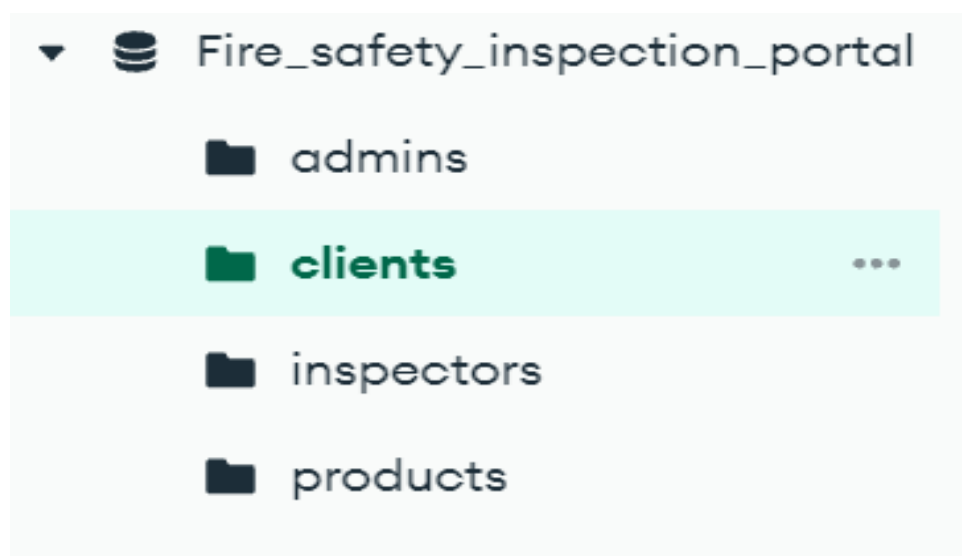 Fire_safety_inspection_portal
admins
clients
inspectors
products